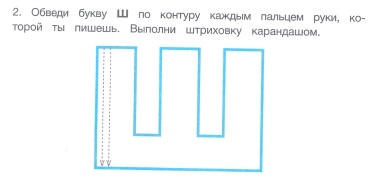 2. Обведи букву Ш по контуру каждым пальцем руки, ко-
торой ты пишешь. Выполни штриховку карандашом.